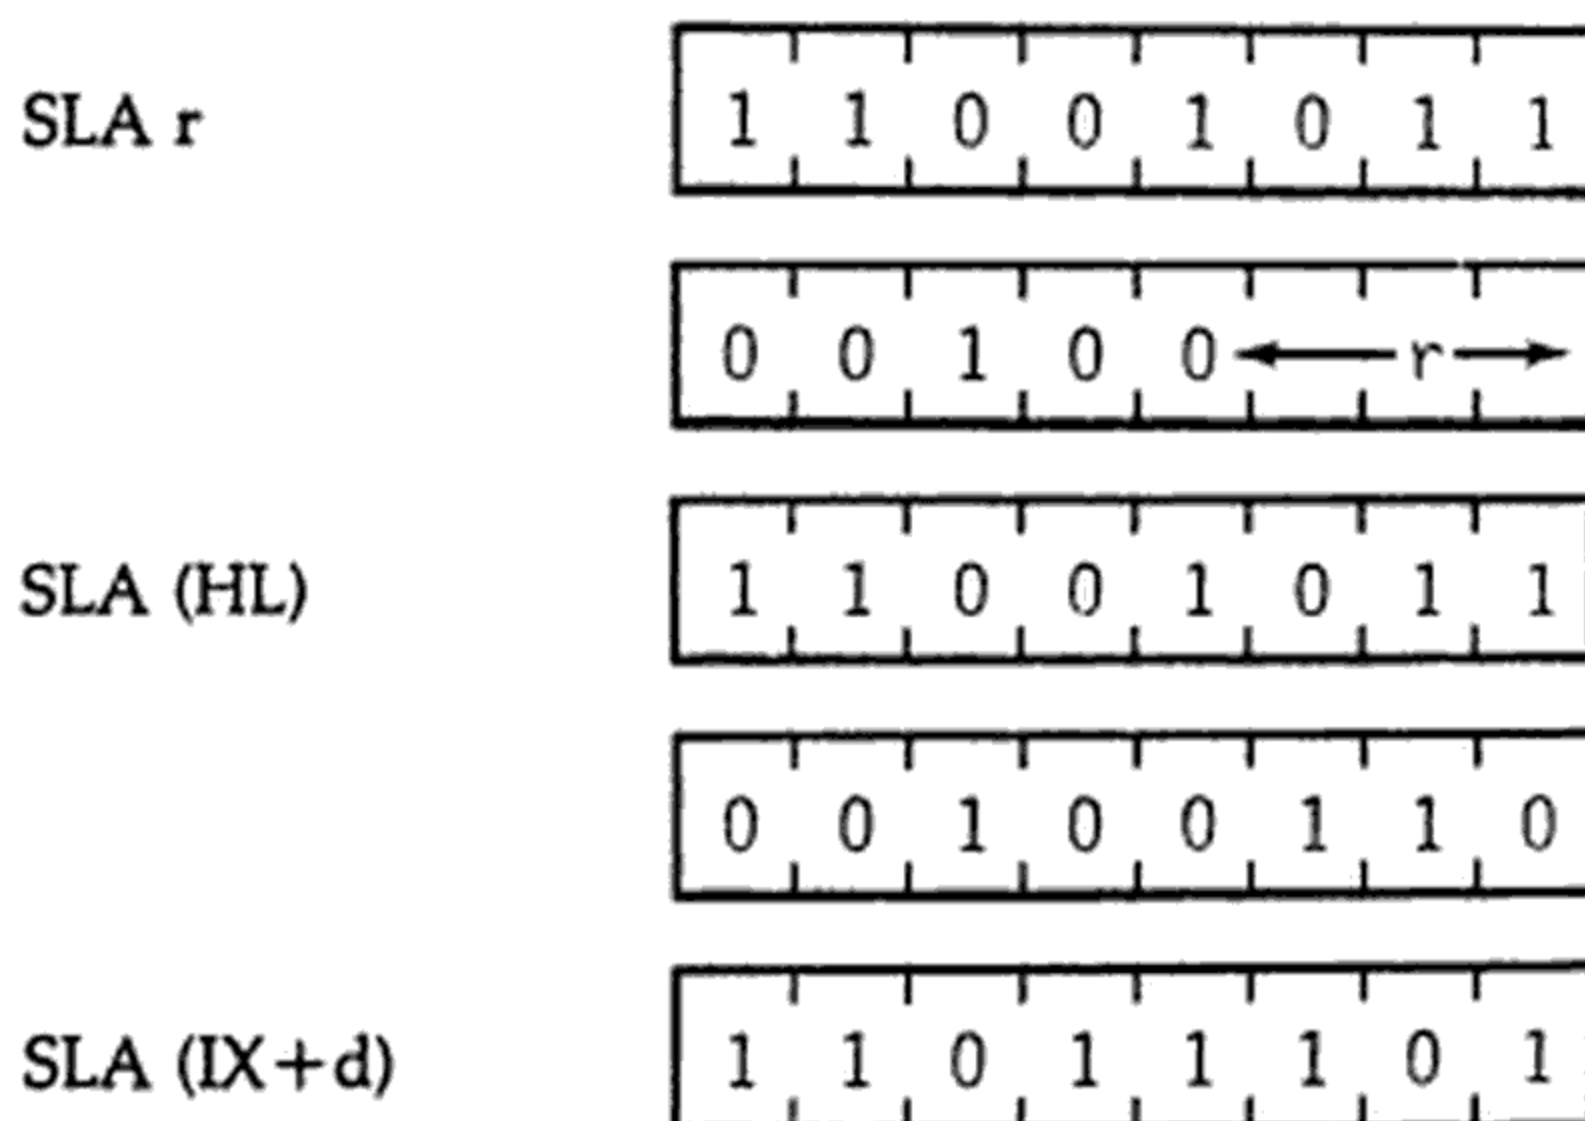 SLA r 1 1 0 0 1 0 1 1
0 0 1 0 0 r
SLA (HL) 1 1 0 0 1 0 1 1
0 0 1 0 0 1 1 0
SLA (IX+d) 1 1 0 1 1 1 0 1